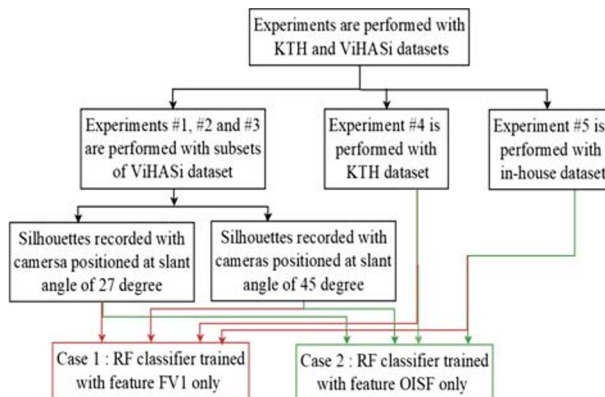 Experiments are performed with
KTH and ViHASi datasets
Experiments #1, #2 and #3
are performed with subsets
of ViHASi dataset
Experiment #4 is
performed with
KTH dataset
Experiment #5 is
performed with
in-house dataset
Silhouettes recorded with
camersa positioned at slant
angle of 27 degree
Silhouettes recorded with
cameras positioned at slant
angle of 45 degree
Case 1 : RF classifier trained
with feature FV1 only
Case 2 : RF classifier trained
with feature OISF only